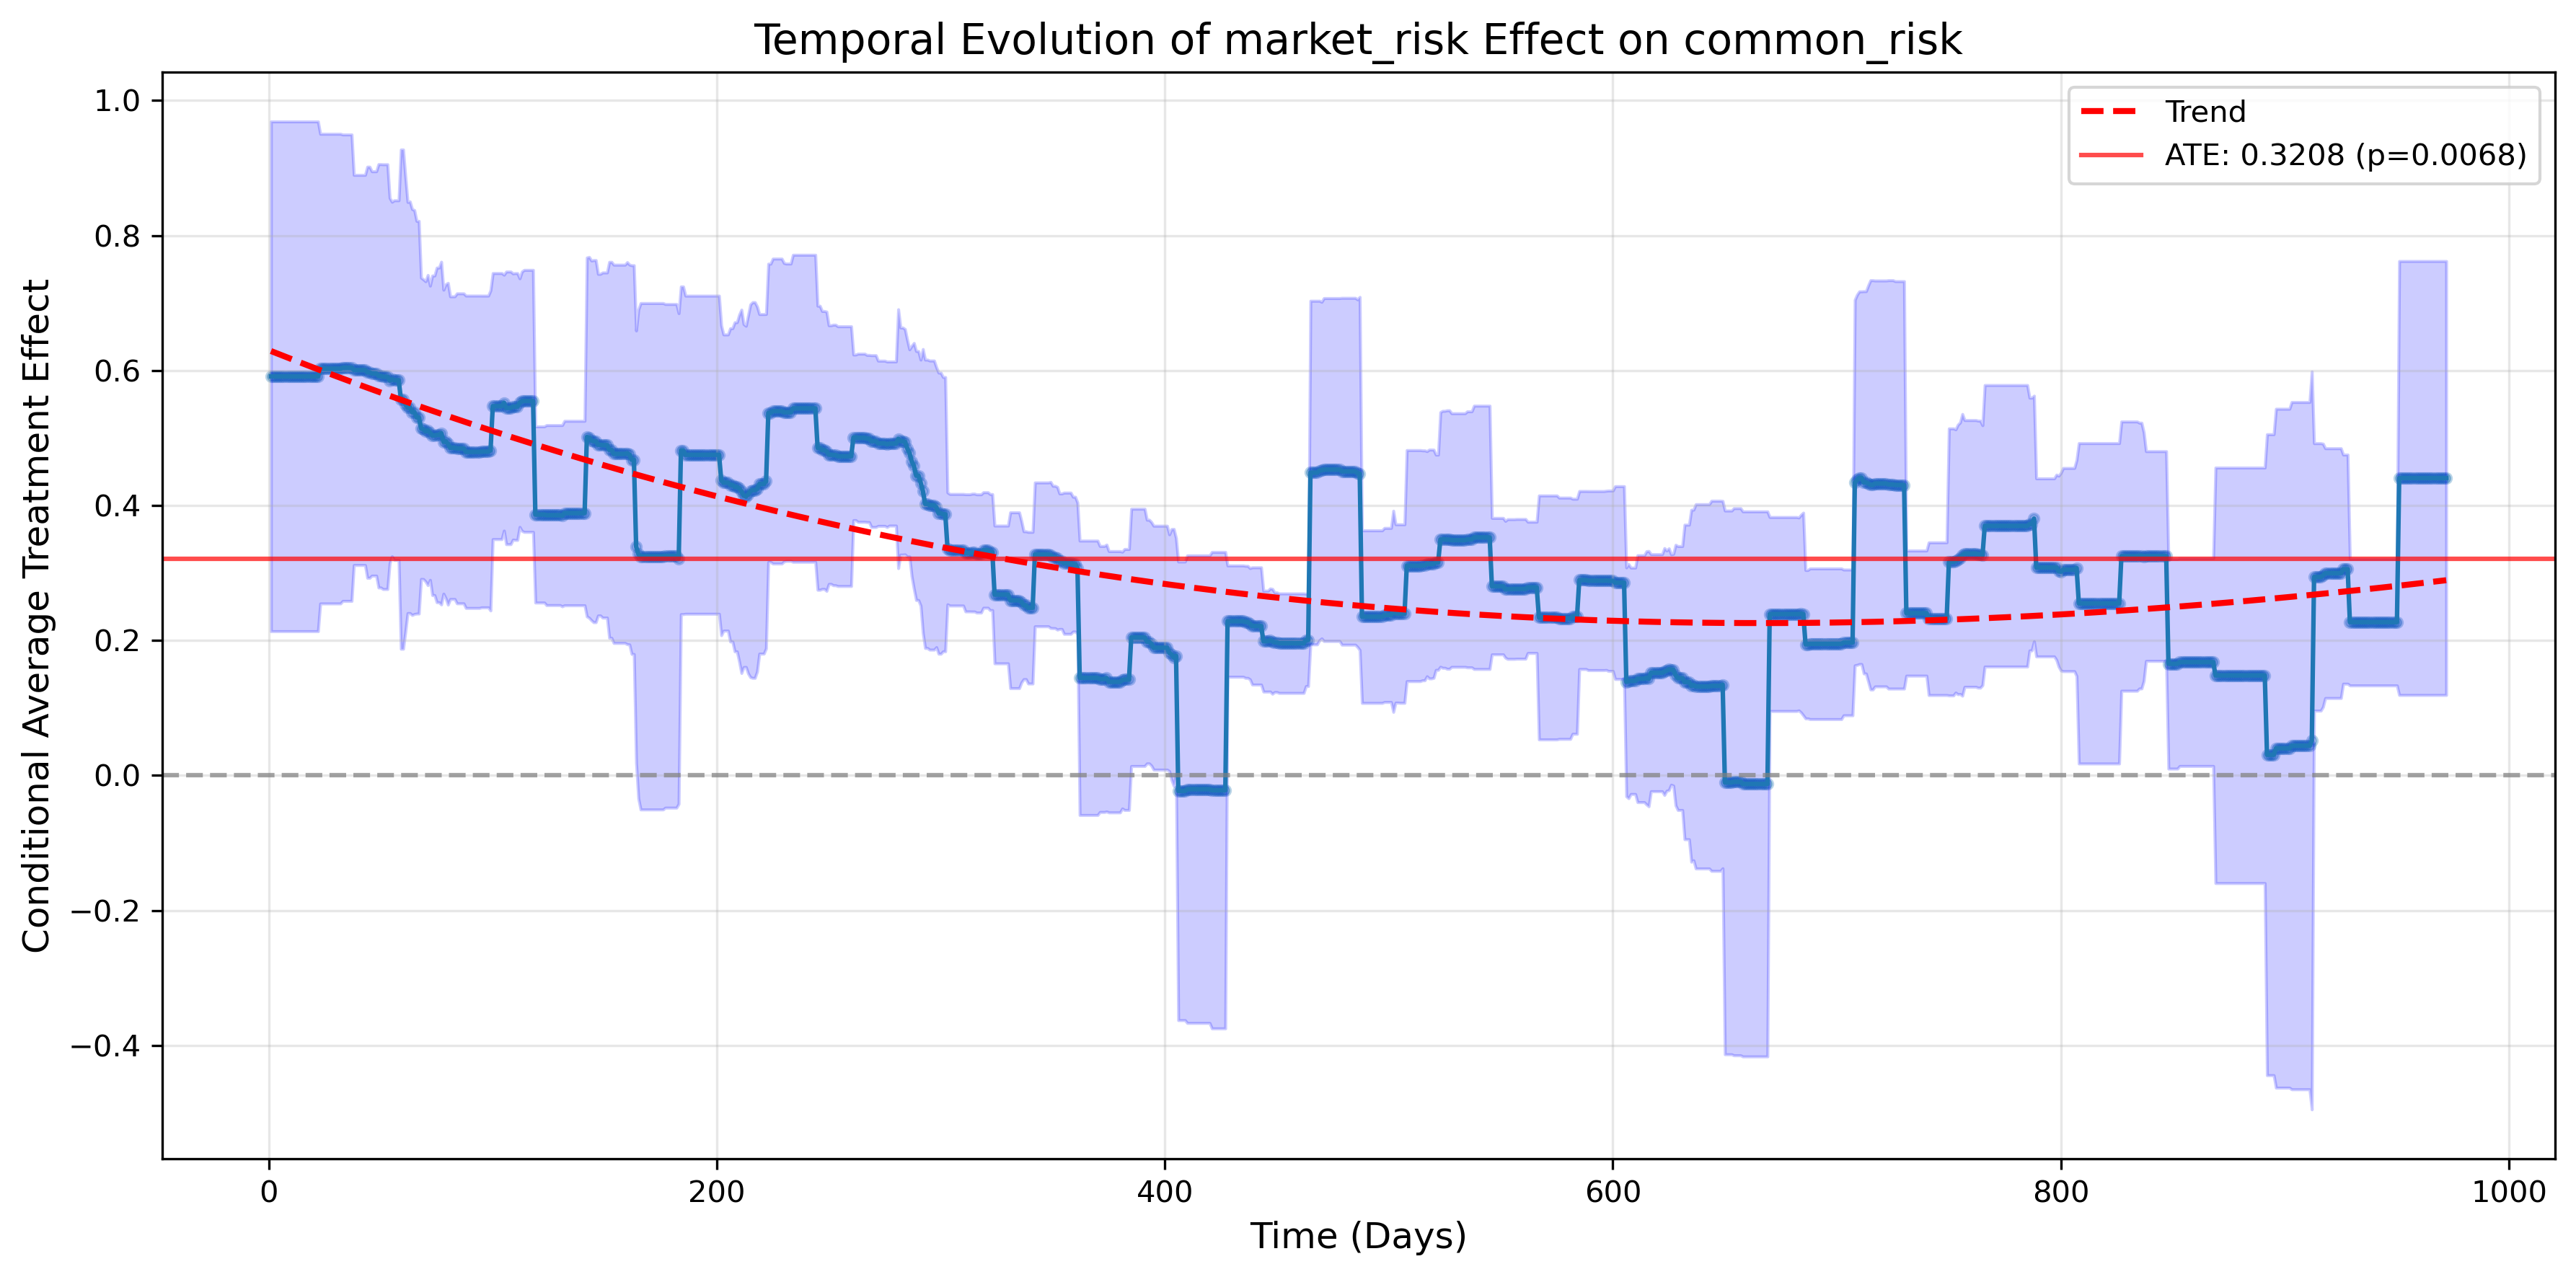 Temporal Evolution of market_risk Effect on common_risk
Trend
ATE: 0.3208 (p=0.0068)
Conditional Average Treatment Effect
1.0
0.8
0.6
0.4
0.2
0.0
−0.2
−0.4
0 200 400 600 800 1000
Time (Days)